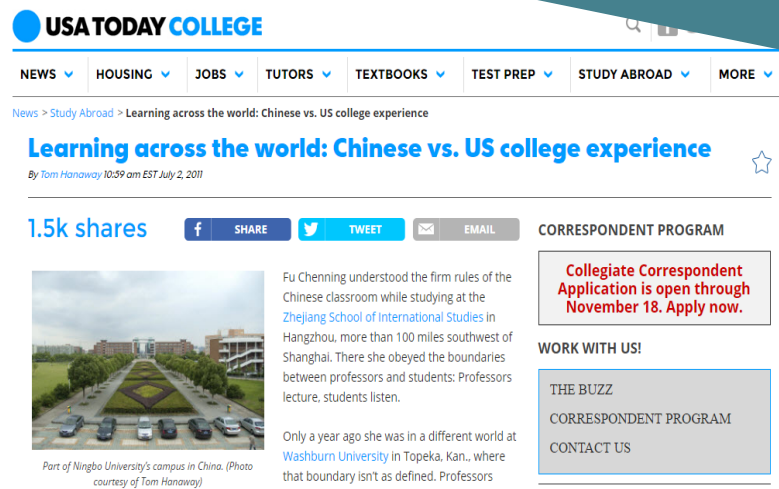 USA TODAY COLLEGE
NEWS HOUSING JOBS TUTORS TEXTBOOKS TEST PREP STUDY ABROAD MORE
News > Study Abroad > Learning across the world: Chinese vs. US college experience
Learning across the world: Chinese vs. US college experience
By Tom Hanaway 10:59 am EST July 2, 2011
1.5k shares
SHARE
TWEET
EMAIL
Part of Ningbo University's campus in China. (Photo
courtesy of Tom Hanaway)
Fu Chenning understood the firm rules of the
Chinese classroom while studying at the
Zhejiang School of International Studies in
Hangzhou, more than 100 miles southwest of
Shanghai. There she obeyed the boundaries
between professors and students: Professors
lecture, students listen.
Only a year ago she was in a different world at
Washburn University in Topeka, Kan., where
that boundary isn't as defined. Professors
CORRESPONDENT PROGRAM
Collegiate Correspondent
Application is open through
November 18. Apply now.
WORK WITH US!
THE BUZZ
CORRESPONDENT PROGRAM
CONTACT US